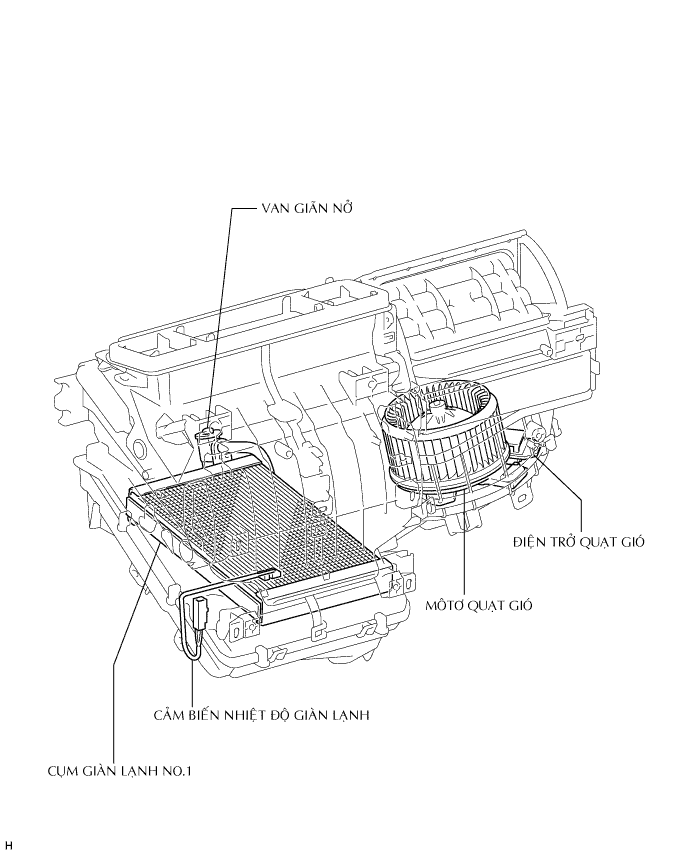 VAN GIÃN NỞ
ĐIỆN TRỞ QUẠT GIÓ
MÔTƠ QUẠT GIÓ
CẢM BIẾN NHIỆT ĐỘ GIÀN LẠNH
CỤM GIÀN LẠNH NO.1
H